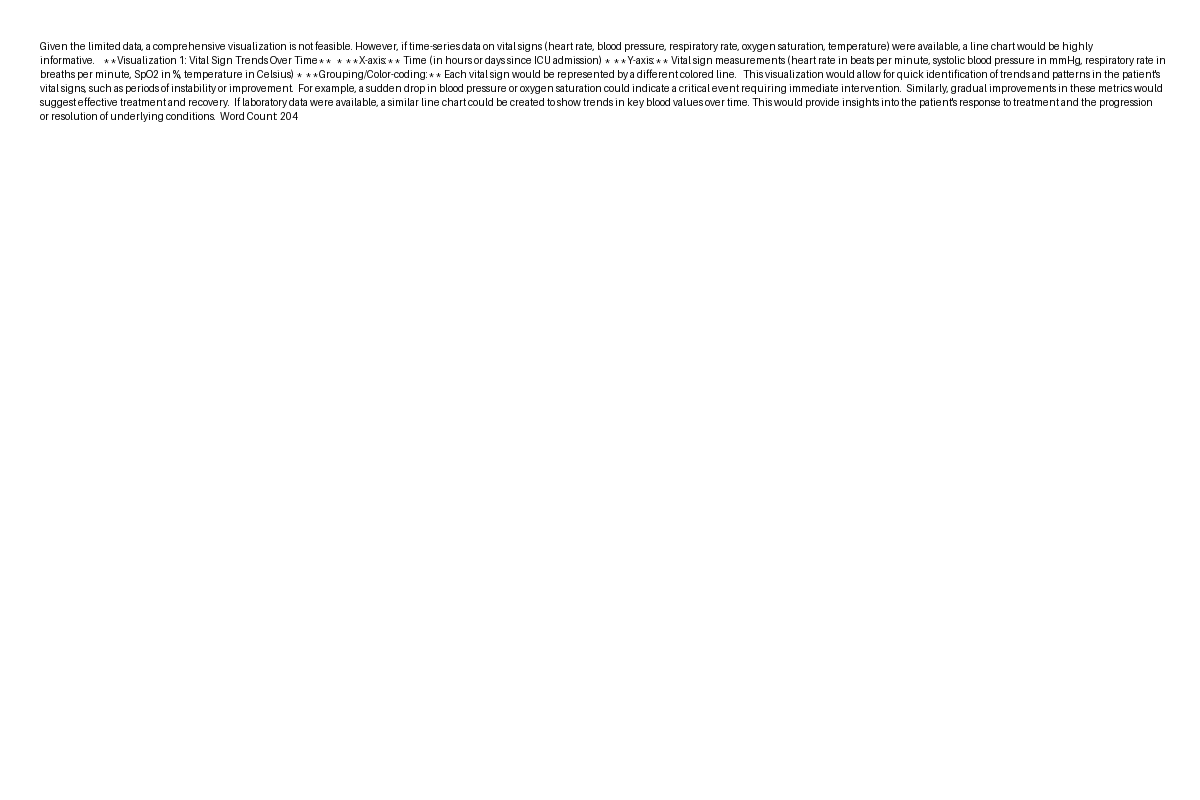 Given the limited data, a comprehensive visualization is not feasible. However, if time-series data on vital signs (heart rate, blood pressure, respiratory rate, oxygen saturation, temperature) were available, a line chart would be highly
informative.   **Visualization 1: Vital Sign Trends Over Time**  * **X-axis:** Time (in hours or days since ICU admission) * **Y-axis:** Vital sign measurements (heart rate in beats per minute, systolic blood pressure in mmHg, respiratory rate in
breaths per minute, SpO2 in %, temperature in Celsius) * **Grouping/Color-coding:** Each vital sign would be represented by a different colored line.   This visualization would allow for quick identification of trends and patterns in the patient's
vital signs, such as periods of instability or improvement.  For example, a sudden drop in blood pressure or oxygen saturation could indicate a critical event requiring immediate intervention.  Similarly, gradual improvements in these metrics would
suggest effective treatment and recovery.  If laboratory data were available, a similar line chart could be created to show trends in key blood values over time. This would provide insights into the patient's response to treatment and the progression
or resolution of underlying conditions.  Word Count: 204